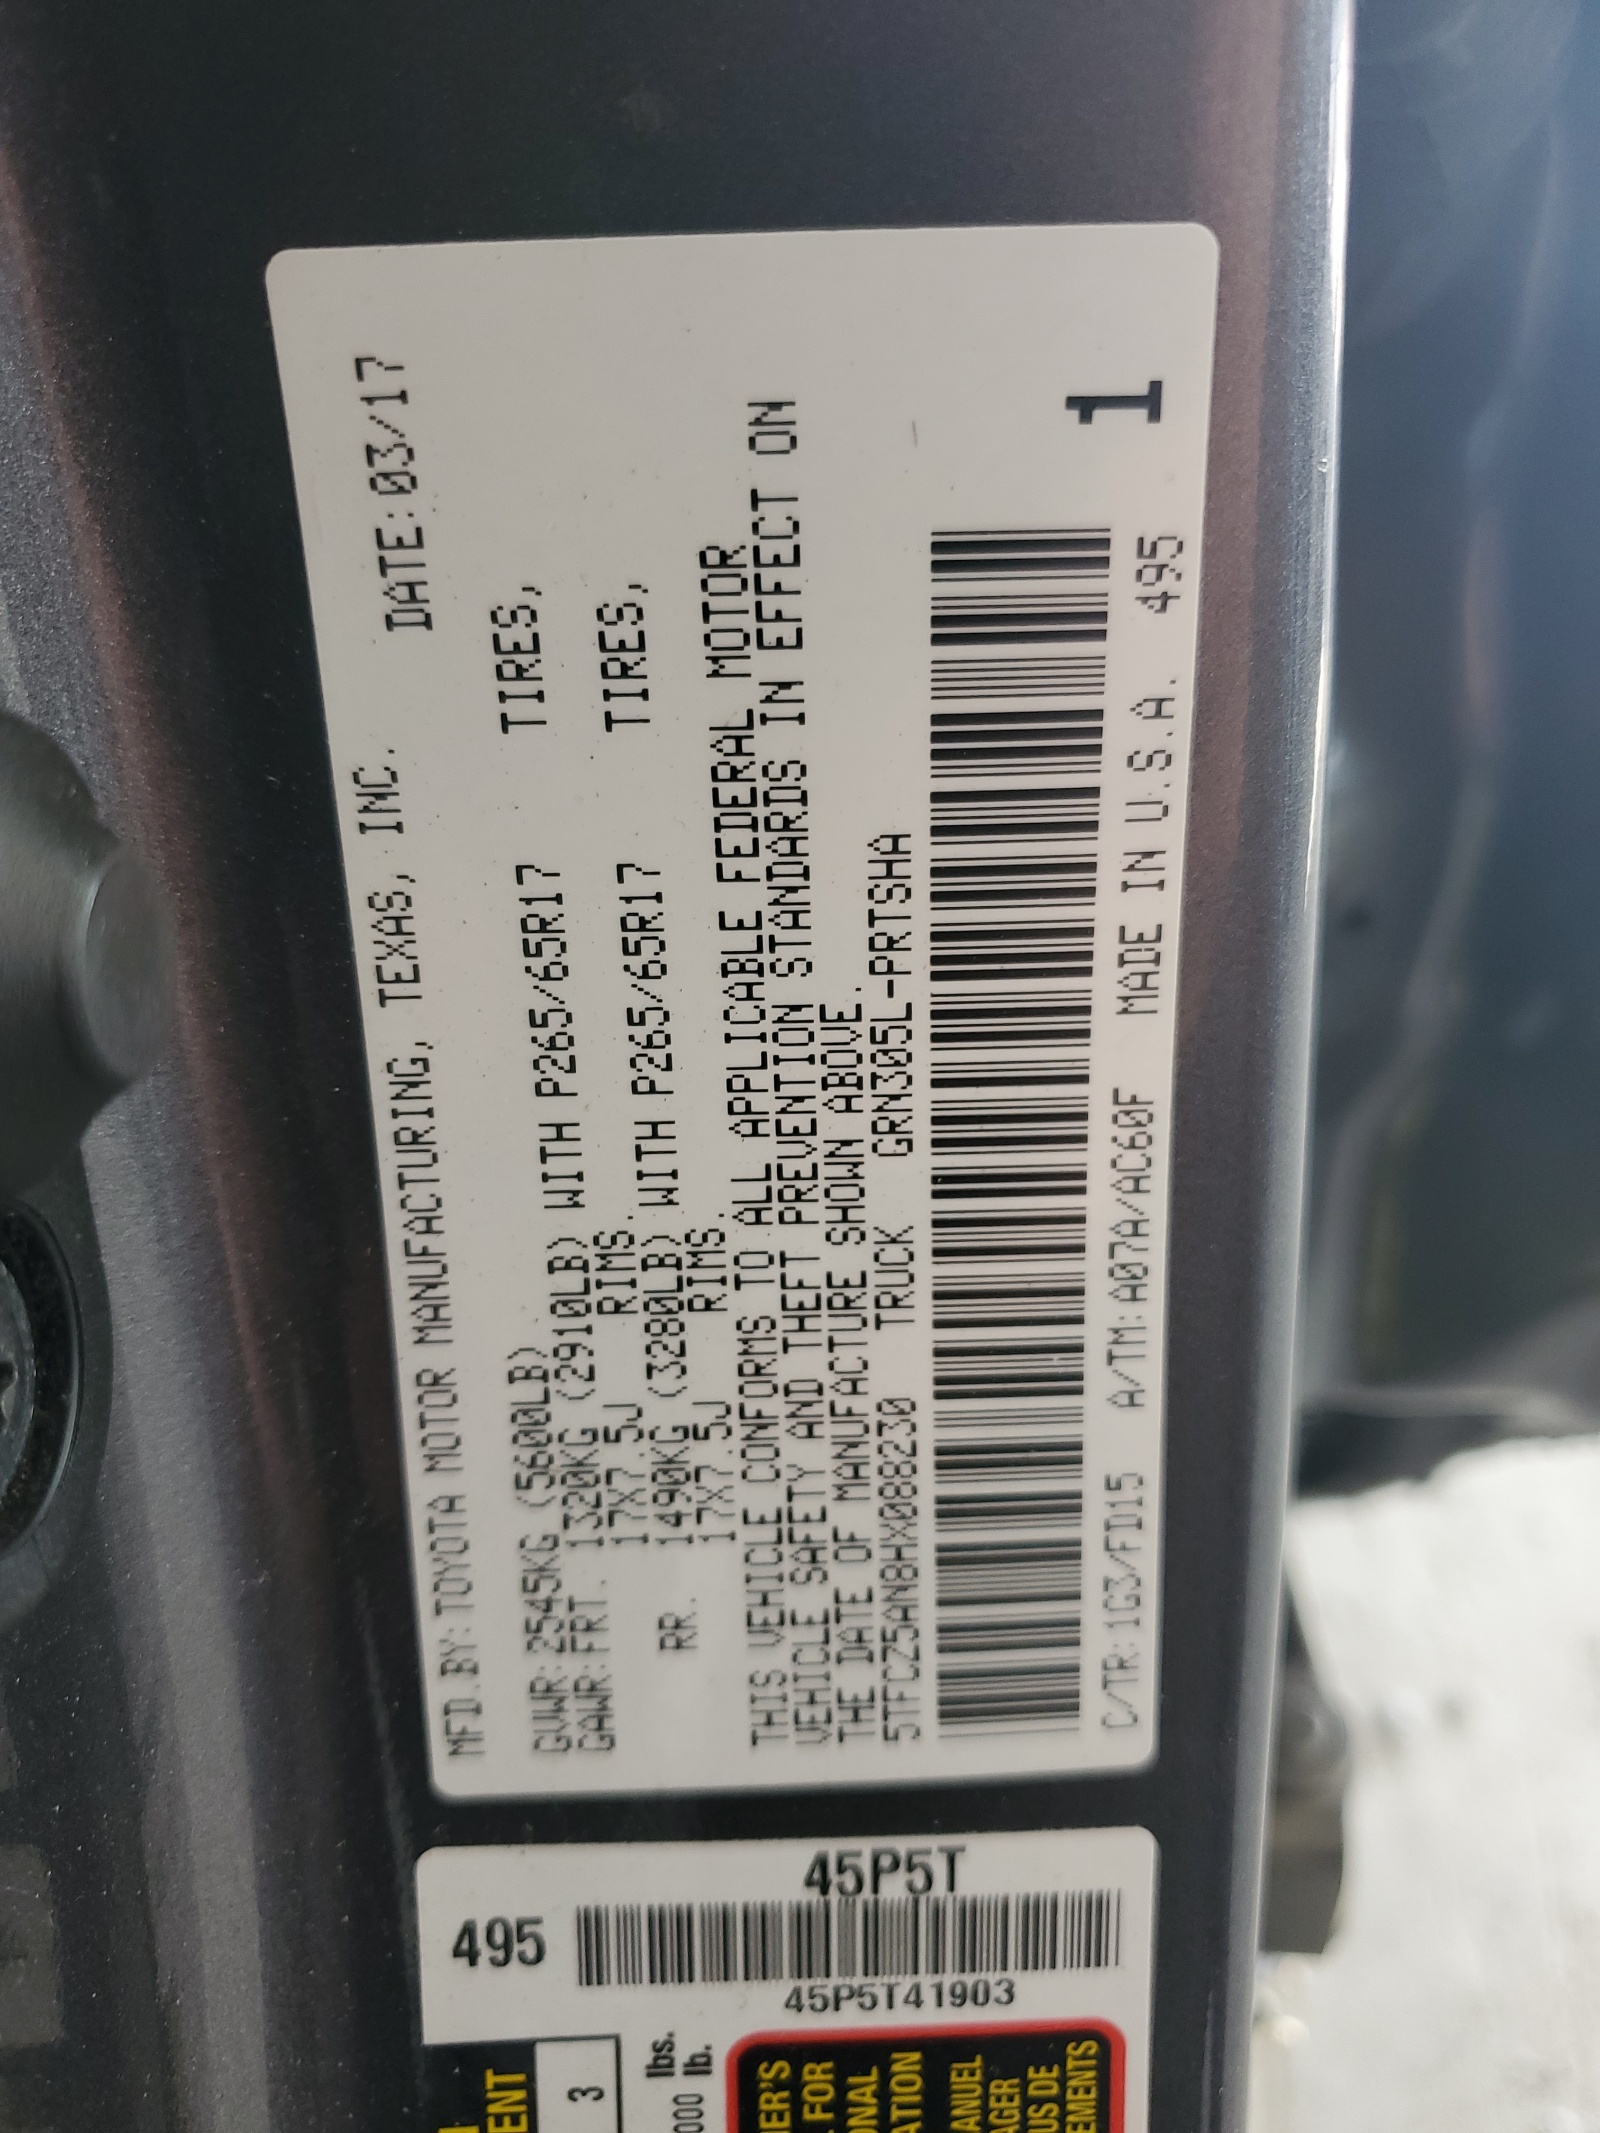 MFD.BY:TOYOTA MOTOR MANUFACTURING, TEXAS, INC. DATE:03/17
GVWR:2545KG (5600LB)
GAWR:FRT. 1320KG (2910LB) WITH P265/65R17 TIRES,
17X7.5J RIMS.
RR. 1490KG (3280LB) WITH P265/65R17 TIRES,
17X7.5J RIMS.
THIS VEHICLE CONFORMS TO ALL APPLICABLE FEDERAL MOTOR
VEHICLE SAFETY AND THEFT PREVENTION STANDARDS IN EFFECT ON
THE DATE OF MANUFACTURE SHOWN ABOVE.
5TFCZ5AN8HX088230 TRUCK GRN305L-PRTSHA
1
C/TR:1G3/FD15 A/TM:A07A/AC60F MADE IN U.S.A. 495
495
45P5T
45P5T41903
3
lbs.
lb.
FOR
MANUEL